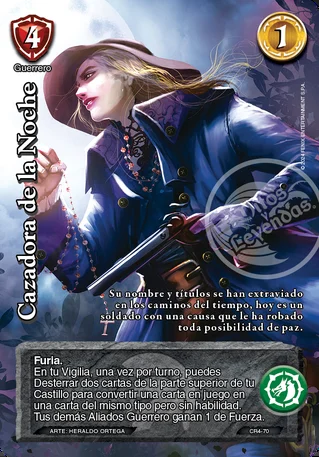 4
1
Guerrero
Cazadora de la Noche
© 2024 FENIX ENTERTAINMENT S.P.A.
Mitos
y
Leyendas.
Su nombre y títulos se han extraviado
en los caminos del tiempo, hoy es un
soldado con una causa que le ha robado
toda posibilidad de paz.
Furia.
En tu Vigilia, una vez por turno, puedes
Desterrar dos cartas de la parte superior de tu
Castillo para convertir una carta en juego en
una carta del mismo tipo pero sin habilidad.
Tus demás Aliados Guerrero ganan 1 de Fuerza.
ARTE: HERALDO ORTEGA
CR4-70